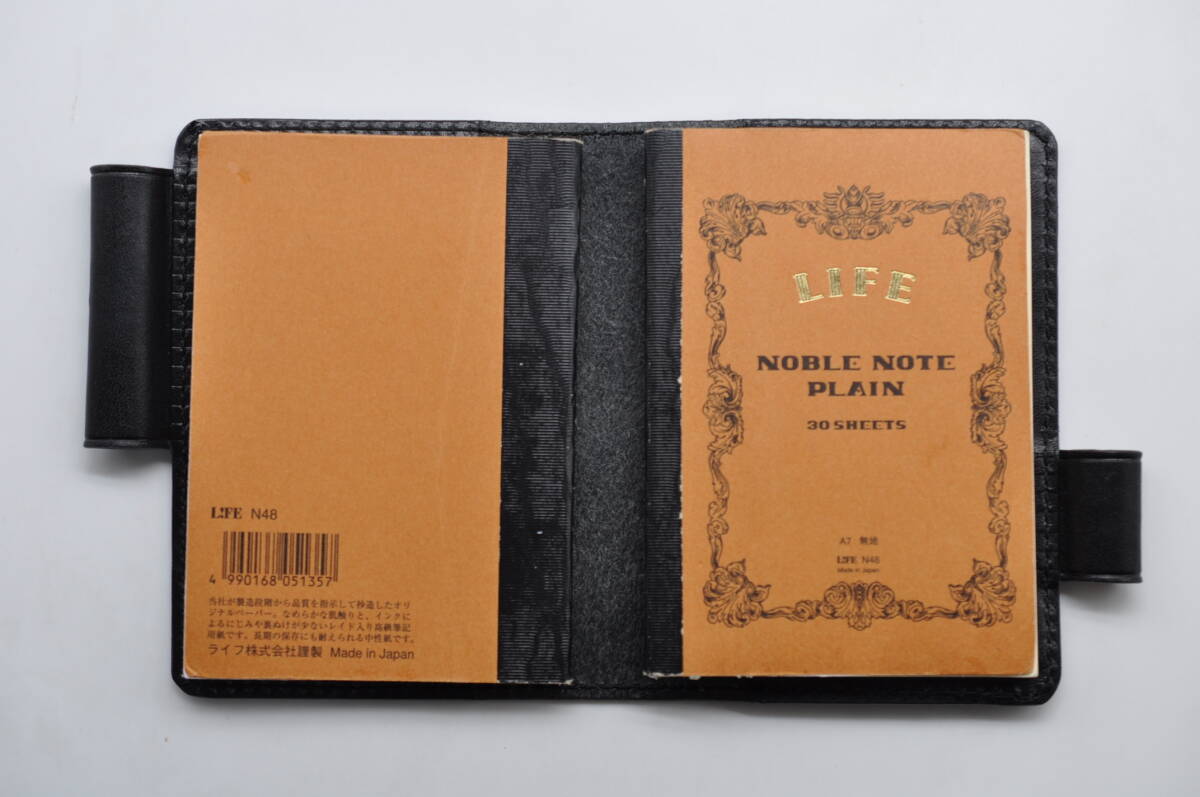 L!FE N48
4 990168 051357
当社が製造段階から品質を指示して抄造したオリ
ジナルペーパー。なめらかな肌触りと、インクに
よるにじみや裏ぬけが少ないレイド入り高級筆記
用紙です。長期の保存にも耐えられる中性紙です。
ライフ株式会社謹製 Made in Japan
LIFE
NOBLE NOTE
PLAIN
30 SHEETS
A7 無地
L!FE N48
Made in Japan